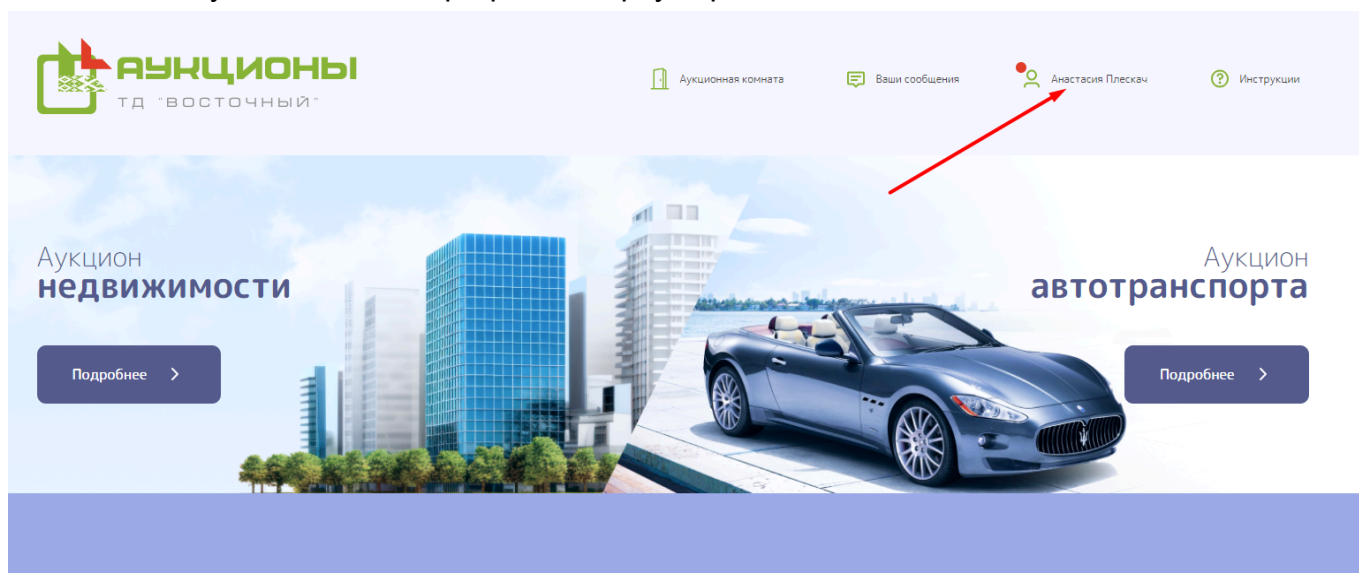 АУКЦИОНЫ
ТД "ВОСТОЧНЫЙ"
Аукционная комната
Ваши сообщения
Анастасия Плескач
Инструкции
Аукцион
недвижимости
Подробнее
Аукцион
автотранспорта
Подробнее